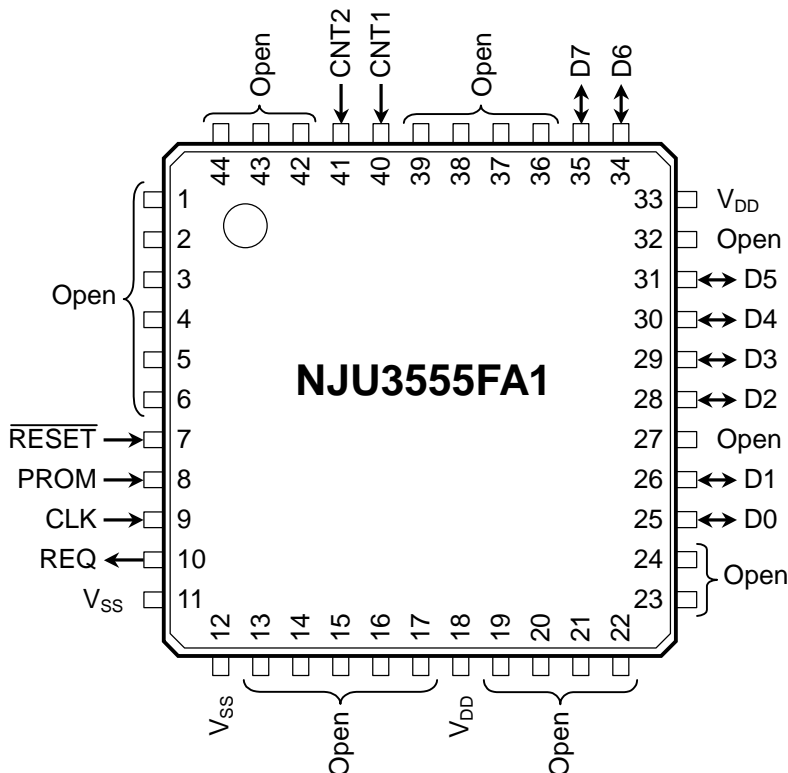 Open
CNT2
CNT1
Open
D7
D6
44 43 42 41 40 39 38 37 36 35 34
1
2
3
4
5
6
Open
7
RESET
8
PROM
9
CLK
10
REQ
11
VSS
NJU3555FA1
33 VDD
32 Open
31 D5
30 D4
29 D3
28 D2
27 Open
26 D1
25 D0
24
23
Open
12 13 14 15 16 17 18 19 20 21 22
VSS
Open
VDD
Open